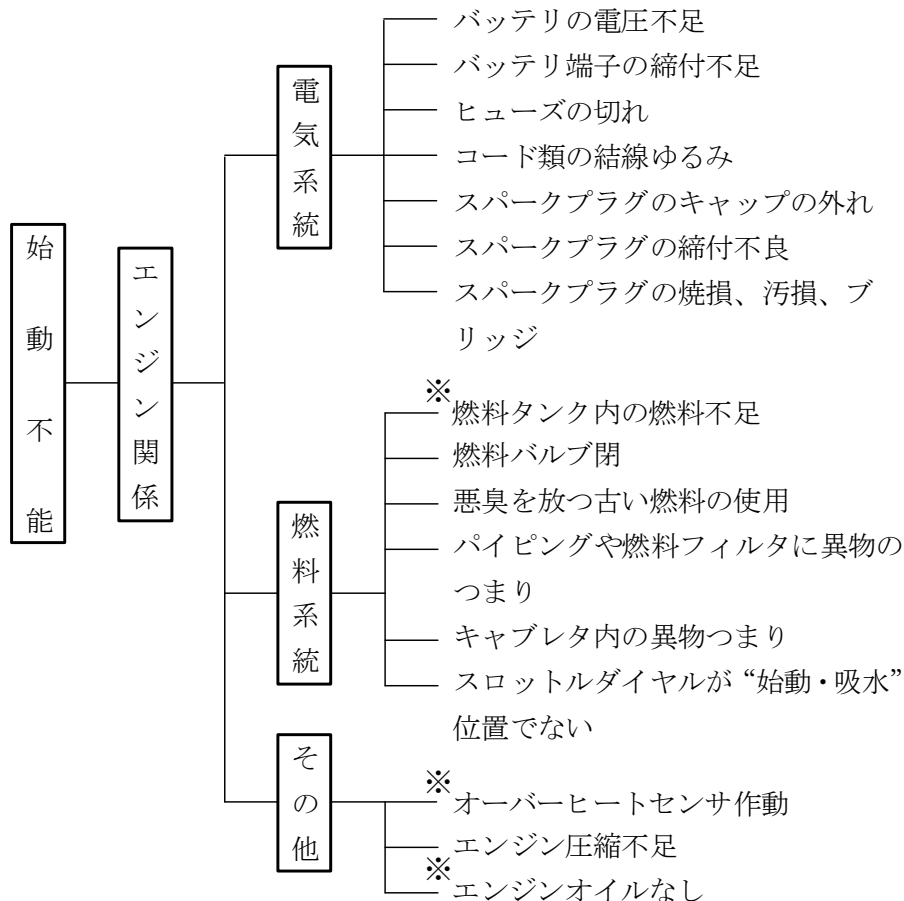 始動不能
エンジン関係
電気系統
バッテリの電圧不足
バッテリ端子の締付不足
ヒューズの切れ
コード類の結線ゆるみ
スパークプラグのキャップの外れ
スパークプラグの締付不良
スパークプラグの焼損、汚損、ブ
リッジ
燃料系統
※燃料タンク内の燃料不足
燃料バルブ閉
悪臭を放つ古い燃料の使用
パイピングや燃料フィルタに異物の
つまり
キャブレタ内の異物つまり
スロットルダイヤルが“始動・吸水”
位置でない
その他
※オーバーヒートセンサ作動
エンジン圧縮不足
※エンジンオイルなし